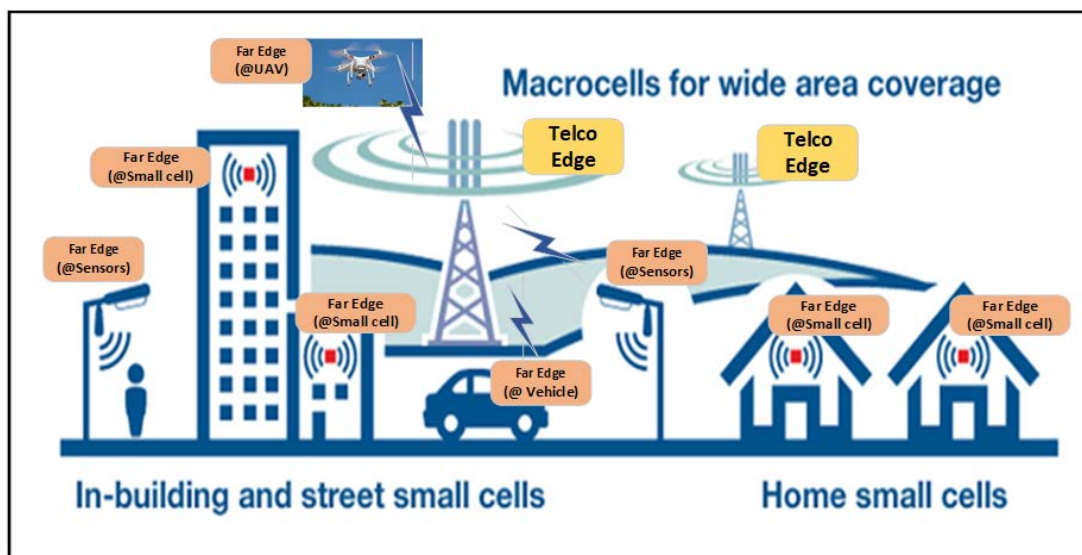 Far Edge
(@UAV)
Macrocells for wide area coverage
Telco
Edge
Telco
Edge
Far Edge
(@Small cell)
Far Edge
(@Sensors)
Far Edge
(@Sensors)
Far Edge
(@Small cell)
Far Edge
(@Small cell)
Far Edge
(@Small cell)
Far Edge
(@ Vehicle)
In-building and street small cells
Home small cells